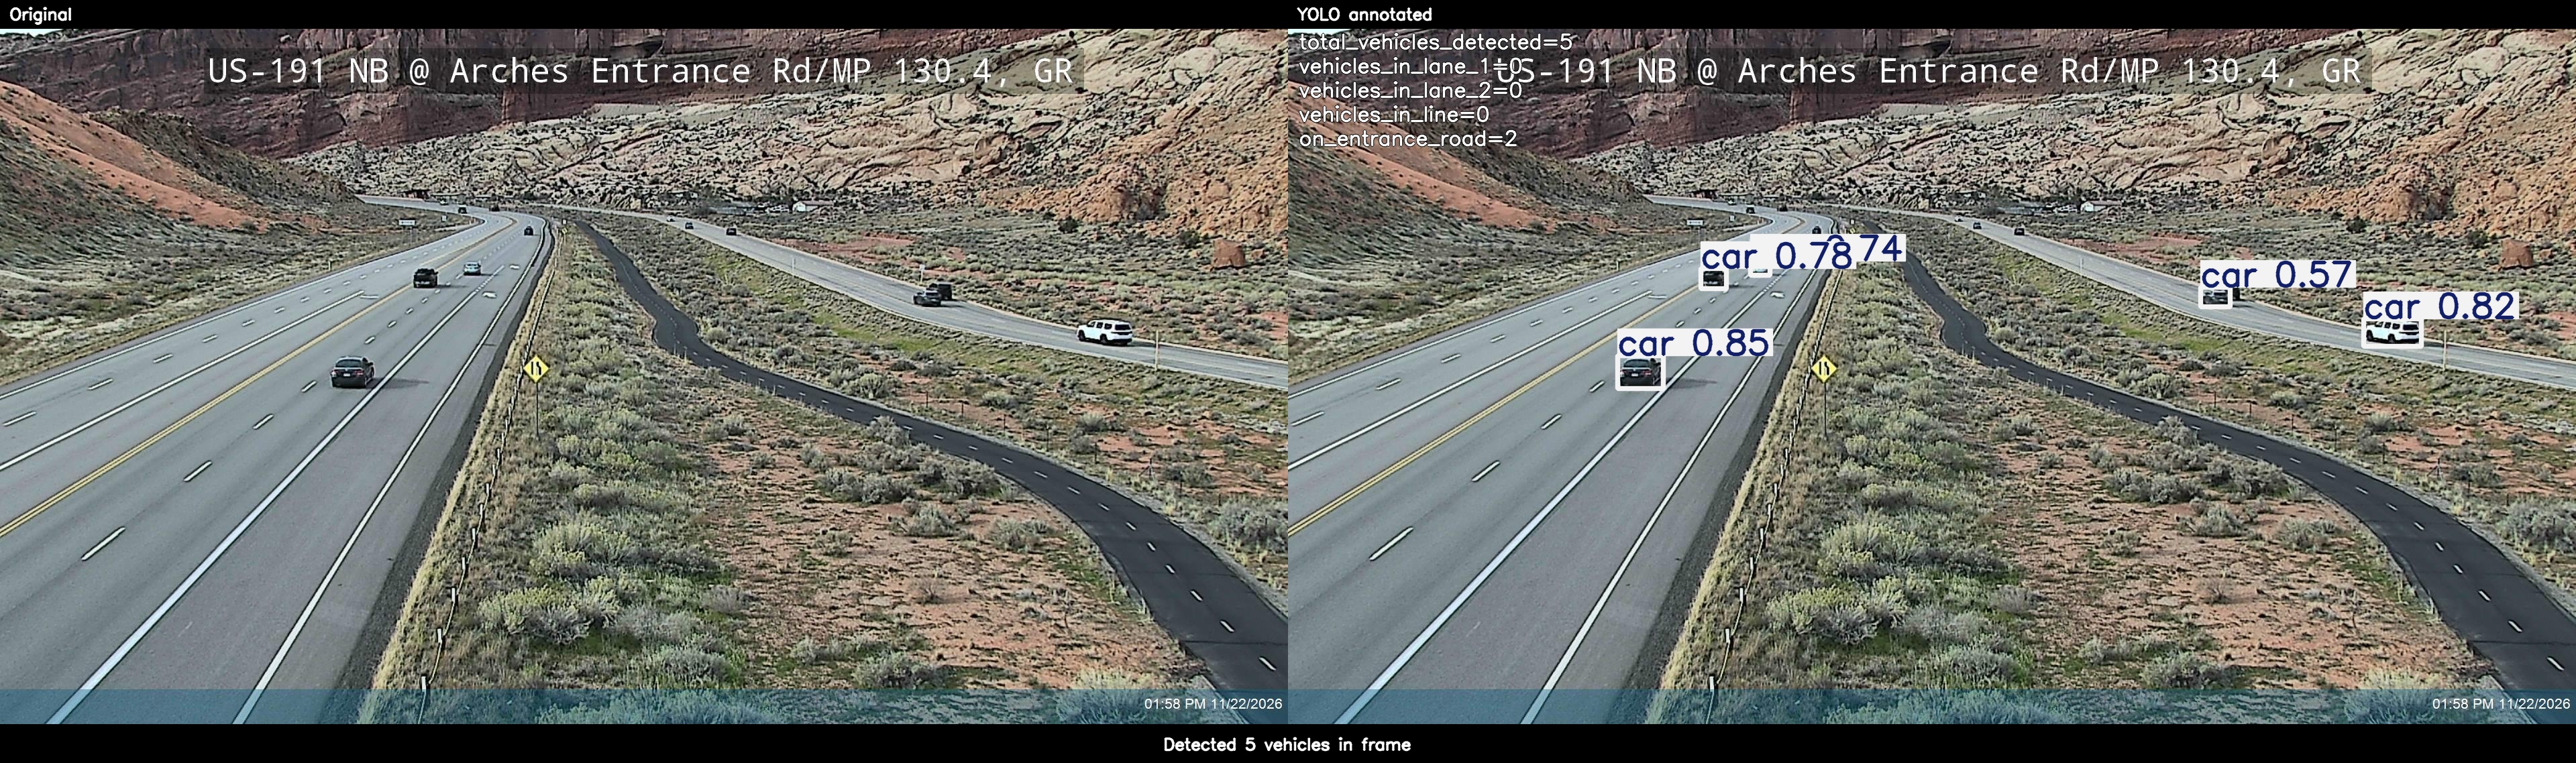 Original
US-191 NB @ Arches Entrance Rd/MP 130.4, GR
01:58 PM 11/22/2026
YOLO annotated
total_vehicles_detected=5
vehicles_in_lane_1=0
US-191 NB @ Arches Entrance Rd/MP 130.4, GR
vehicles_in_lane_2=0
vehicles_in_line=0
on_entrance_road=2
car 0.78
74
car 0.57
car 0.82
car 0.85
01:58 PM 11/22/2026
Detected 5 vehicles in frame